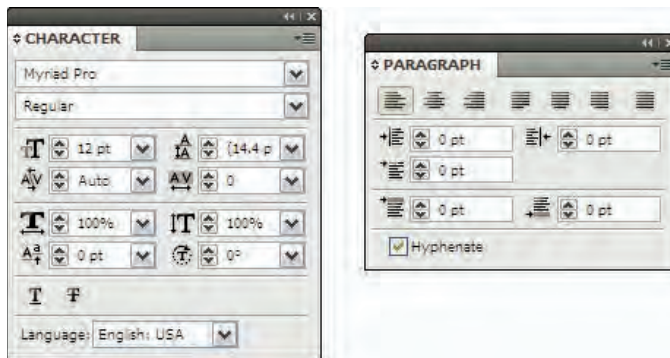 CHARACTER
Myriad Pro
Regular
12 pt (14.4 p
Auto 0
100% 100%
0 pt 0°
T T
Language: English: USA
PARAGRAPH
0 pt 0 pt
0 pt
0 pt 0 pt
Hyphenate